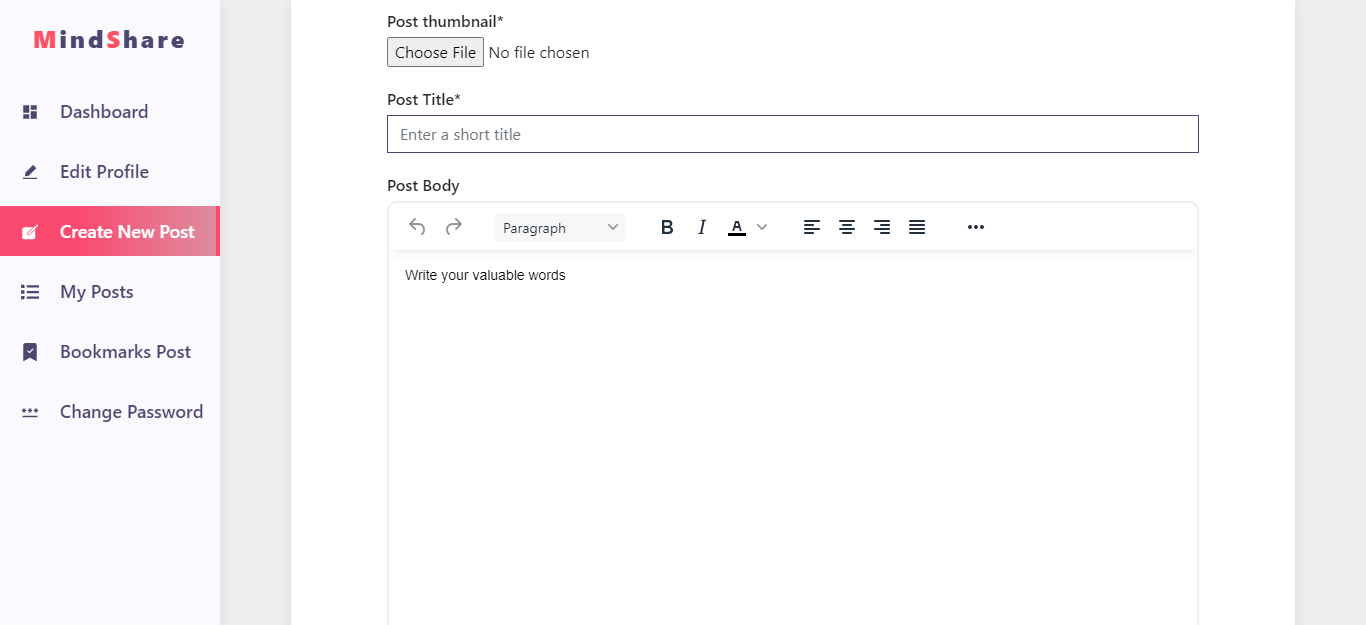 MindShare
Dashboard
Edit Profile
Create New Post
My Posts
Bookmarks Post
Change Password
Post thumbnail*
Choose File No file chosen
Post Title*
Enter a short title
Post Body
Paragraph B I A
Write your valuable words